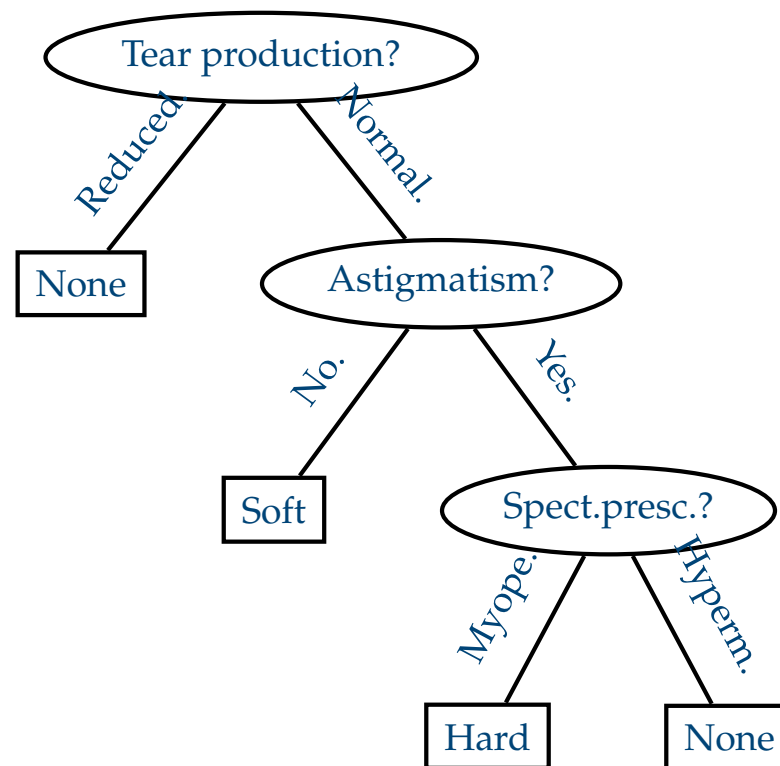 Tear production?
Reduced.
Normal.
None
Astigmatism?
No.
Yes.
Soft
Spect.presc.?
Myope.
Hyperm.
Hard
None